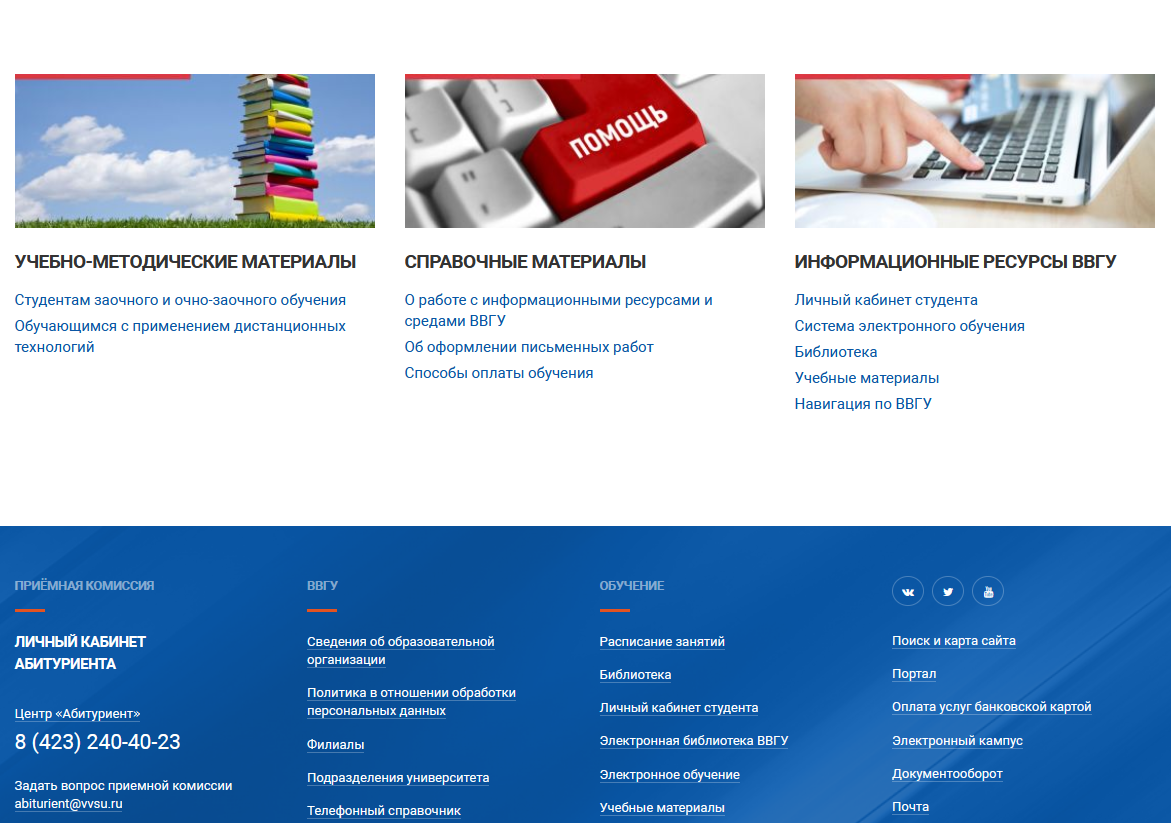 ПОМОЩЬ
УЧЕБНО-МЕТОДИЧЕСКИЕ МАТЕРИАЛЫ
Студентам заочного и очно-заочного обучения
Обучающимся с применением дистанционных
технологий
СПРАВОЧНЫЕ МАТЕРИАЛЫ
О работе с информационными ресурсами и
средами ВВГУ
Об оформлении письменных работ
Способы оплаты обучения
ИНФОРМАЦИОННЫЕ РЕСУРСЫ ВВГУ
Личный кабинет студента
Система электронного обучения
Библиотека
Учебные материалы
Навигация по ВВГУ
ПРИЁМНАЯ КОМИССИЯ
ЛИЧНЫЙ КАБИНЕТ
АБИТУРИЕНТА
Центр «Абитуриент»
8 (423) 240-40-23
Задать вопрос приемной комиссии
abiturient@vvsu.ru
ВВГУ
Сведения об образовательной
организации
Политика в отношении обработки
персональных данных
Филиалы
Подразделения университета
Телефонный справочник
ОБУЧЕНИЕ
Расписание занятий
Библиотека
Личный кабинет студента
Электронная библиотека ВВГУ
Электронное обучение
Учебные материалы
Поиск и карта сайта
Портал
Оплата услуг банковской картой
Электронный кампус
Документооборот
Почта